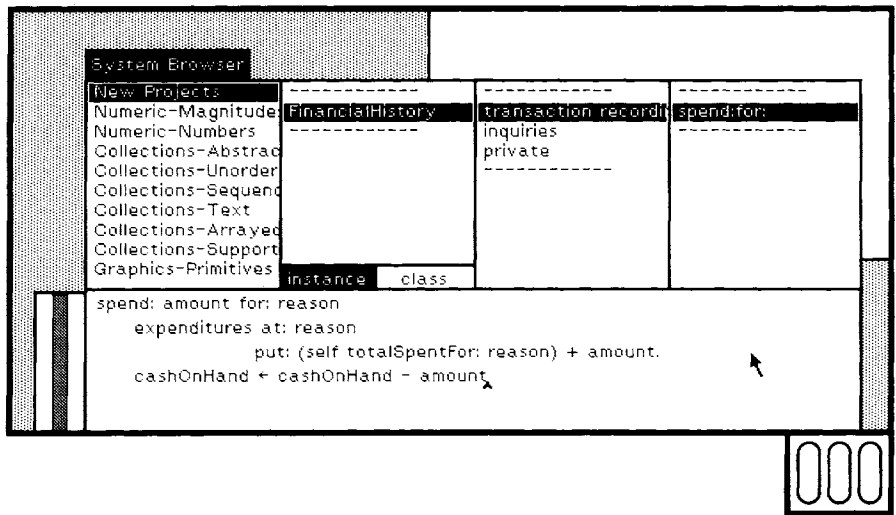 System Browser
New Projects
Numeric-Magnitudes
Numeric-Numbers
Collections-Abstrac
Collections-Unorder
Collections-Sequenc
Collections-Text
Collections-Arrayed
Collections-Support
Graphics-Primitives
------------
FinancialHistory
------------
instance
class
------------
transaction recordi
inquiries
private
------------
------------
spend:for:
------------
spend: amount for: reason
expenditures at: reason
put: (self totalSpentFor: reason) + amount.
cashOnHand ← cashOnHand - amount